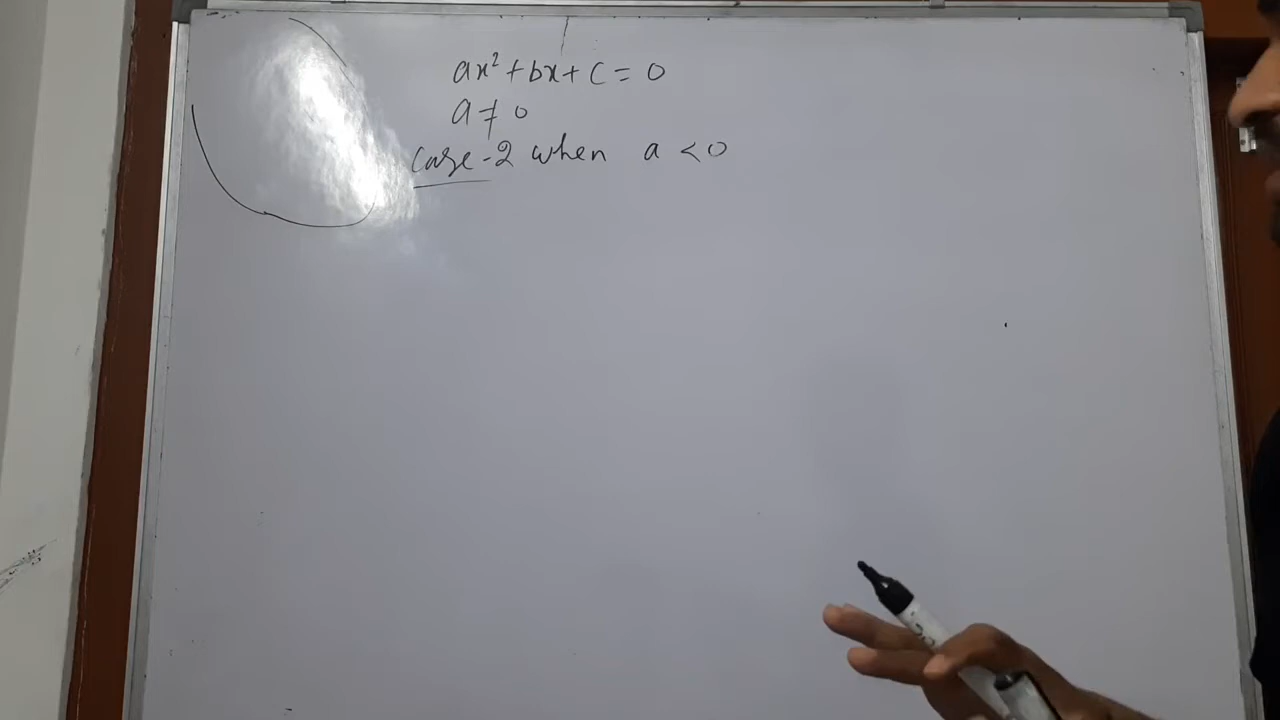 ax² + bx + c = 0
a ≠ 0
Case-2 when a < 0